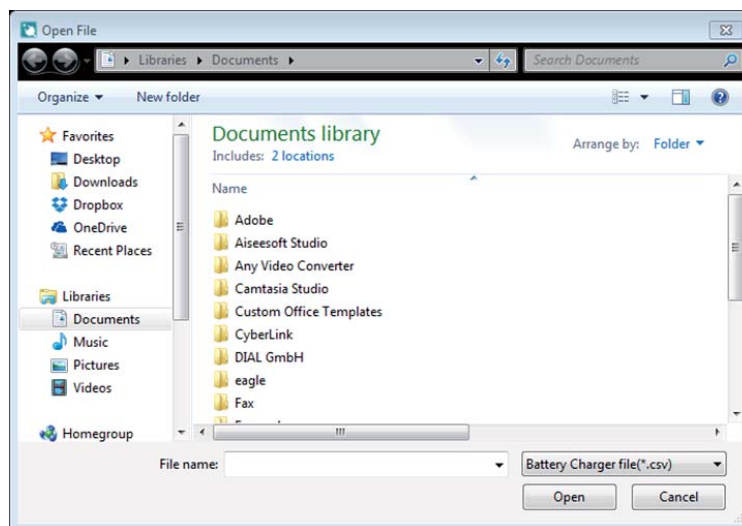 Open File
Libraries Documents
Search Documents
Organize New folder
Favorites
Desktop
Downloads
Dropbox
OneDrive
Recent Places
Libraries
Documents
Music
Pictures
Videos
Homegroup
Documents library
Includes: 2 locations
Arrange by: Folder
Name
Adobe
Aiseesoft Studio
Any Video Converter
Camtasia Studio
Custom Office Templates
CyberLink
DIAL GmbH
eagle
Fax
File name:
Battery Charger file(*.csv)
Open Cancel